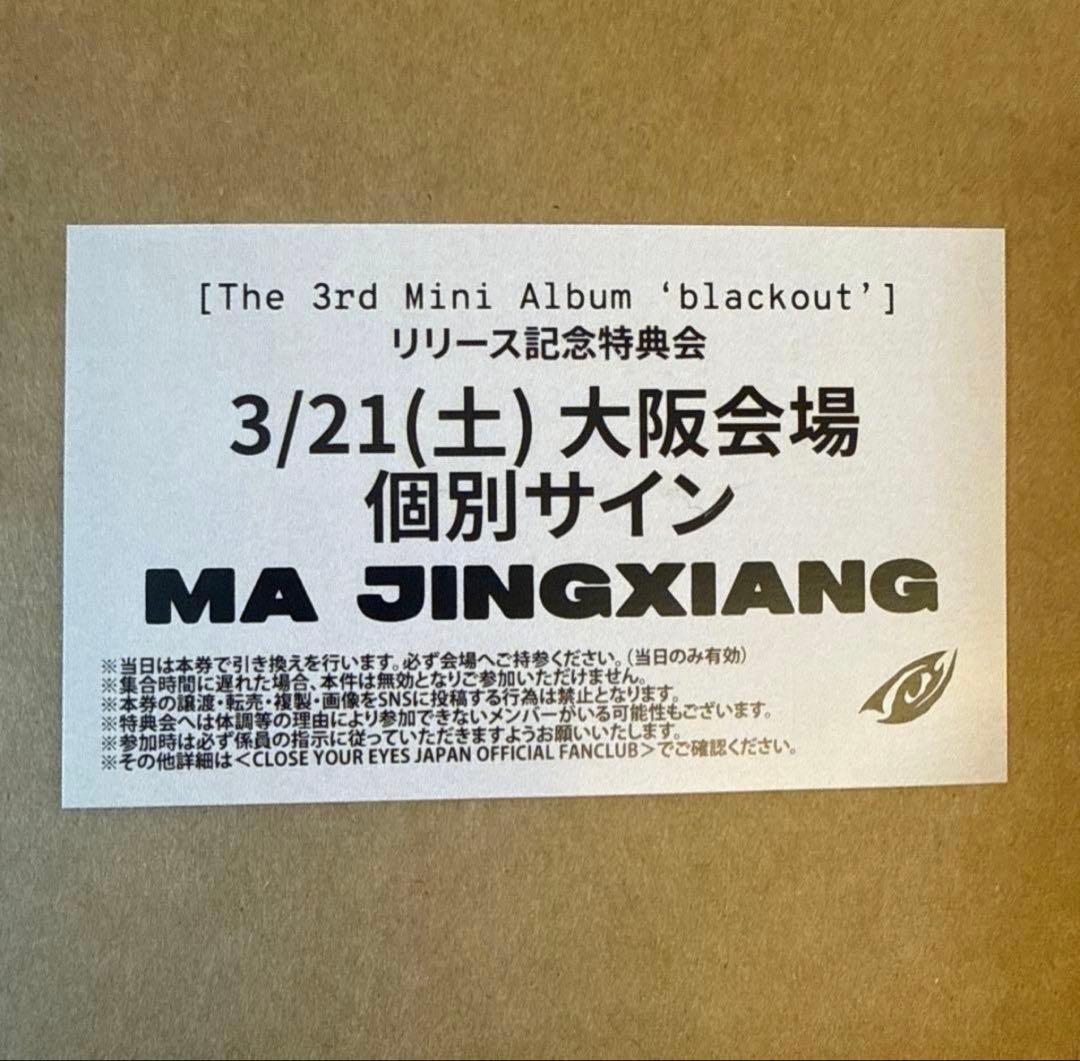 [The 3rd Mini Album ‘blackout’]
リリース記念特典会
3/21(土) 大阪会場
個別サイン
MA JINGXIANG
※当日は本券で引き換えを行います。必ず会場へご持参ください。(当日のみ有効)
※集合時間に遅れた場合、本件は無効となりご参加いただけません。
※本券の譲渡・転売・複製・画像をSNSに投稿する行為は禁止となります。
※特典会へは体調等の理由により参加できないメンバーがいる可能性もございます。
※参加時は必ず係員の指示に従っていただきますようお願いいたします。
※その他詳細は＜CLOSE YOUR EYES JAPAN OFFICIAL FANCLUB＞でご確認ください。